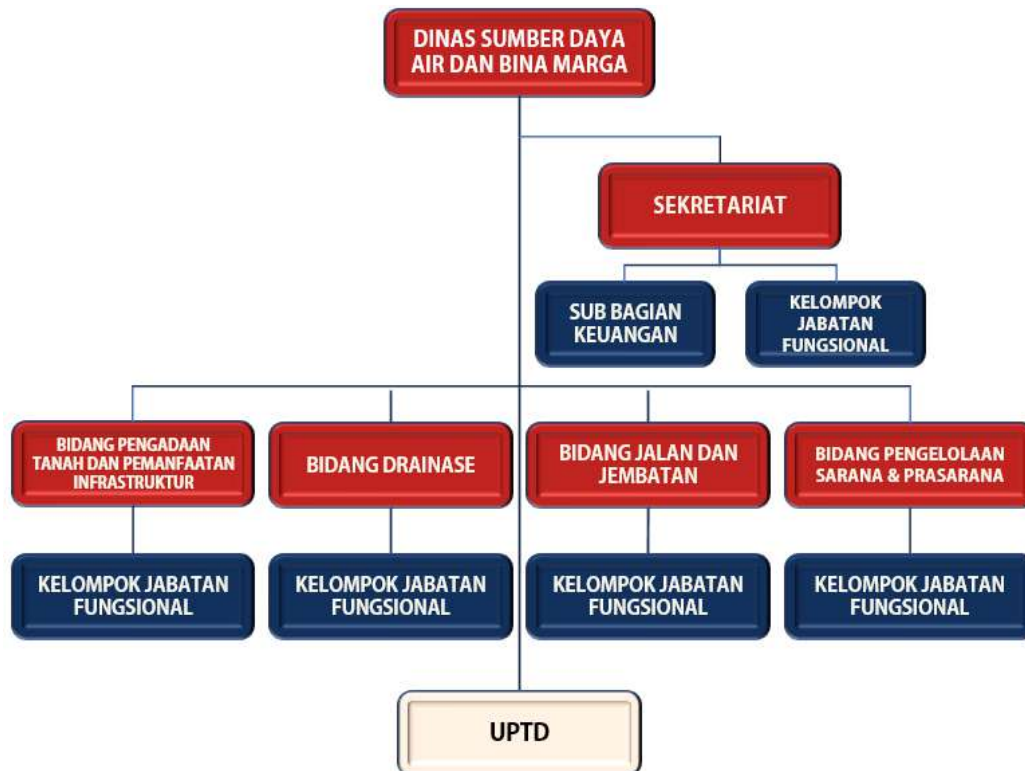 DINAS SUMBER DAYA
AIR DAN BINA MARGA
SEKRETARIAT
SUB BAGIAN
KEUANGAN
KELOMPOK
JABATAN
FUNGSIONAL
BIDANG PENGADAAN
TANAH DAN PEMANFAATAN
INFRASTRUKTUR
BIDANG DRAINASE
BIDANG JALAN DAN
JEMBATAN
BIDANG PENGELOLAAN
SARANA & PRASARANA
KELOMPOK JABATAN
FUNGSIONAL
KELOMPOK JABATAN
FUNGSIONAL
KELOMPOK JABATAN
FUNGSIONAL
KELOMPOK JABATAN
FUNGSIONAL
UPTD